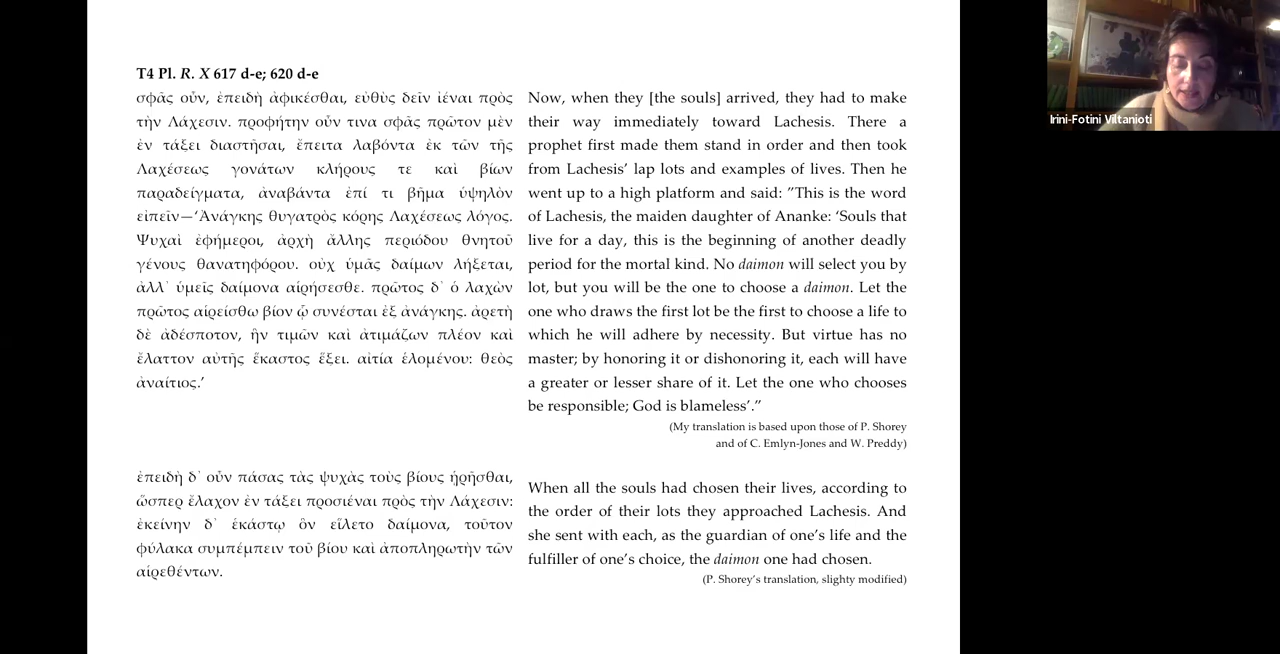 T4 Pl. R. X 617 d-e; 620 d-e
σφᾶς οὖν, ἐπειδὴ ἀφικέσθαι, εὐθὺς δεῖν ἰέναι πρὸς
τὴν Λάχεσιν. προφήτην οὖν τινα σφᾶς πρῶτον μὲν
ἐν τάξει διαστῆσαι, ἔπειτα λαβόντα ἐκ τῶν τῆς
Λαχέσεως γονάτων κλήρους τε καὶ βίων
παραδείγματα, ἀναβάντα ἐπί τι βῆμα ὑψηλὸν
εἰπεῖν—‘Ἀνάγκης θυγατρὸς κόρης Λαχέσεως λόγος.
Ψυχαὶ ἐφήμεροι, ἀρχὴ ἄλλης περιόδου θνητοῦ
γένους θανατηφόρου. οὐχ ὑμᾶς δαίμων λήξεται,
ἀλλ᾽ ὑμεῖς δαίμονα αἱρήσεσθε. πρῶτος δ᾽ ὁ λαχὼν
πρῶτος αἱρείσθω βίον ᾧ συνέσται ἐξ ἀνάγκης. ἀρετὴ
δὲ ἀδέσποτον, ἣν τιμῶν καὶ ἀτιμάζων πλέον καὶ
ἔλαττον αὐτῆς ἕκαστος ἕξει. αἰτία ἑλομένου: θεὸς
ἀναίτιος.’
ἐπειδὴ δ᾽ οὖν πάσας τὰς ψυχὰς τοὺς βίους ᾑρῆσθαι,
ὥσπερ ἔλαχον ἐν τάξει προσιέναι πρὸς τὴν Λάχεσιν:
ἐκείνην δ᾽ ἑκάστῳ ὃν εἵλετο δαίμονα, τοῦτον
φύλακα συμπέμπειν τοῦ βίου καὶ ἀποπληρωτὴν τῶν
αἱρεθέντων.
Now, when they [the souls] arrived, they had to make
their way immediately toward Lachesis. There a
prophet first made them stand in order and then took
from Lachesis’ lap lots and examples of lives. Then he
went up to a high platform and said: ”This is the word
of Lachesis, the maiden daughter of Ananke: ‘Souls that
live for a day, this is the beginning of another deadly
period for the mortal kind. No daimon will select you by
lot, but you will be the one to choose a daimon. Let the
one who draws the first lot be the first to choose a life to
which he will adhere by necessity. But virtue has no
master; by honoring it or dishonoring it, each will have
a greater or lesser share of it. Let the one who chooses
be responsible; God is blameless’.”
(My translation is based upon those of P. Shorey
and of C. Emlyn-Jones and W. Preddy)
When all the souls had chosen their lives, according to
the order of their lots they approached Lachesis. And
she sent with each, as the guardian of one’s life and the
fulfiller of one’s choice, the daimon one had chosen.
(P. Shorey’s translation, slighty modified)
Irini-Fotini Viltanioti